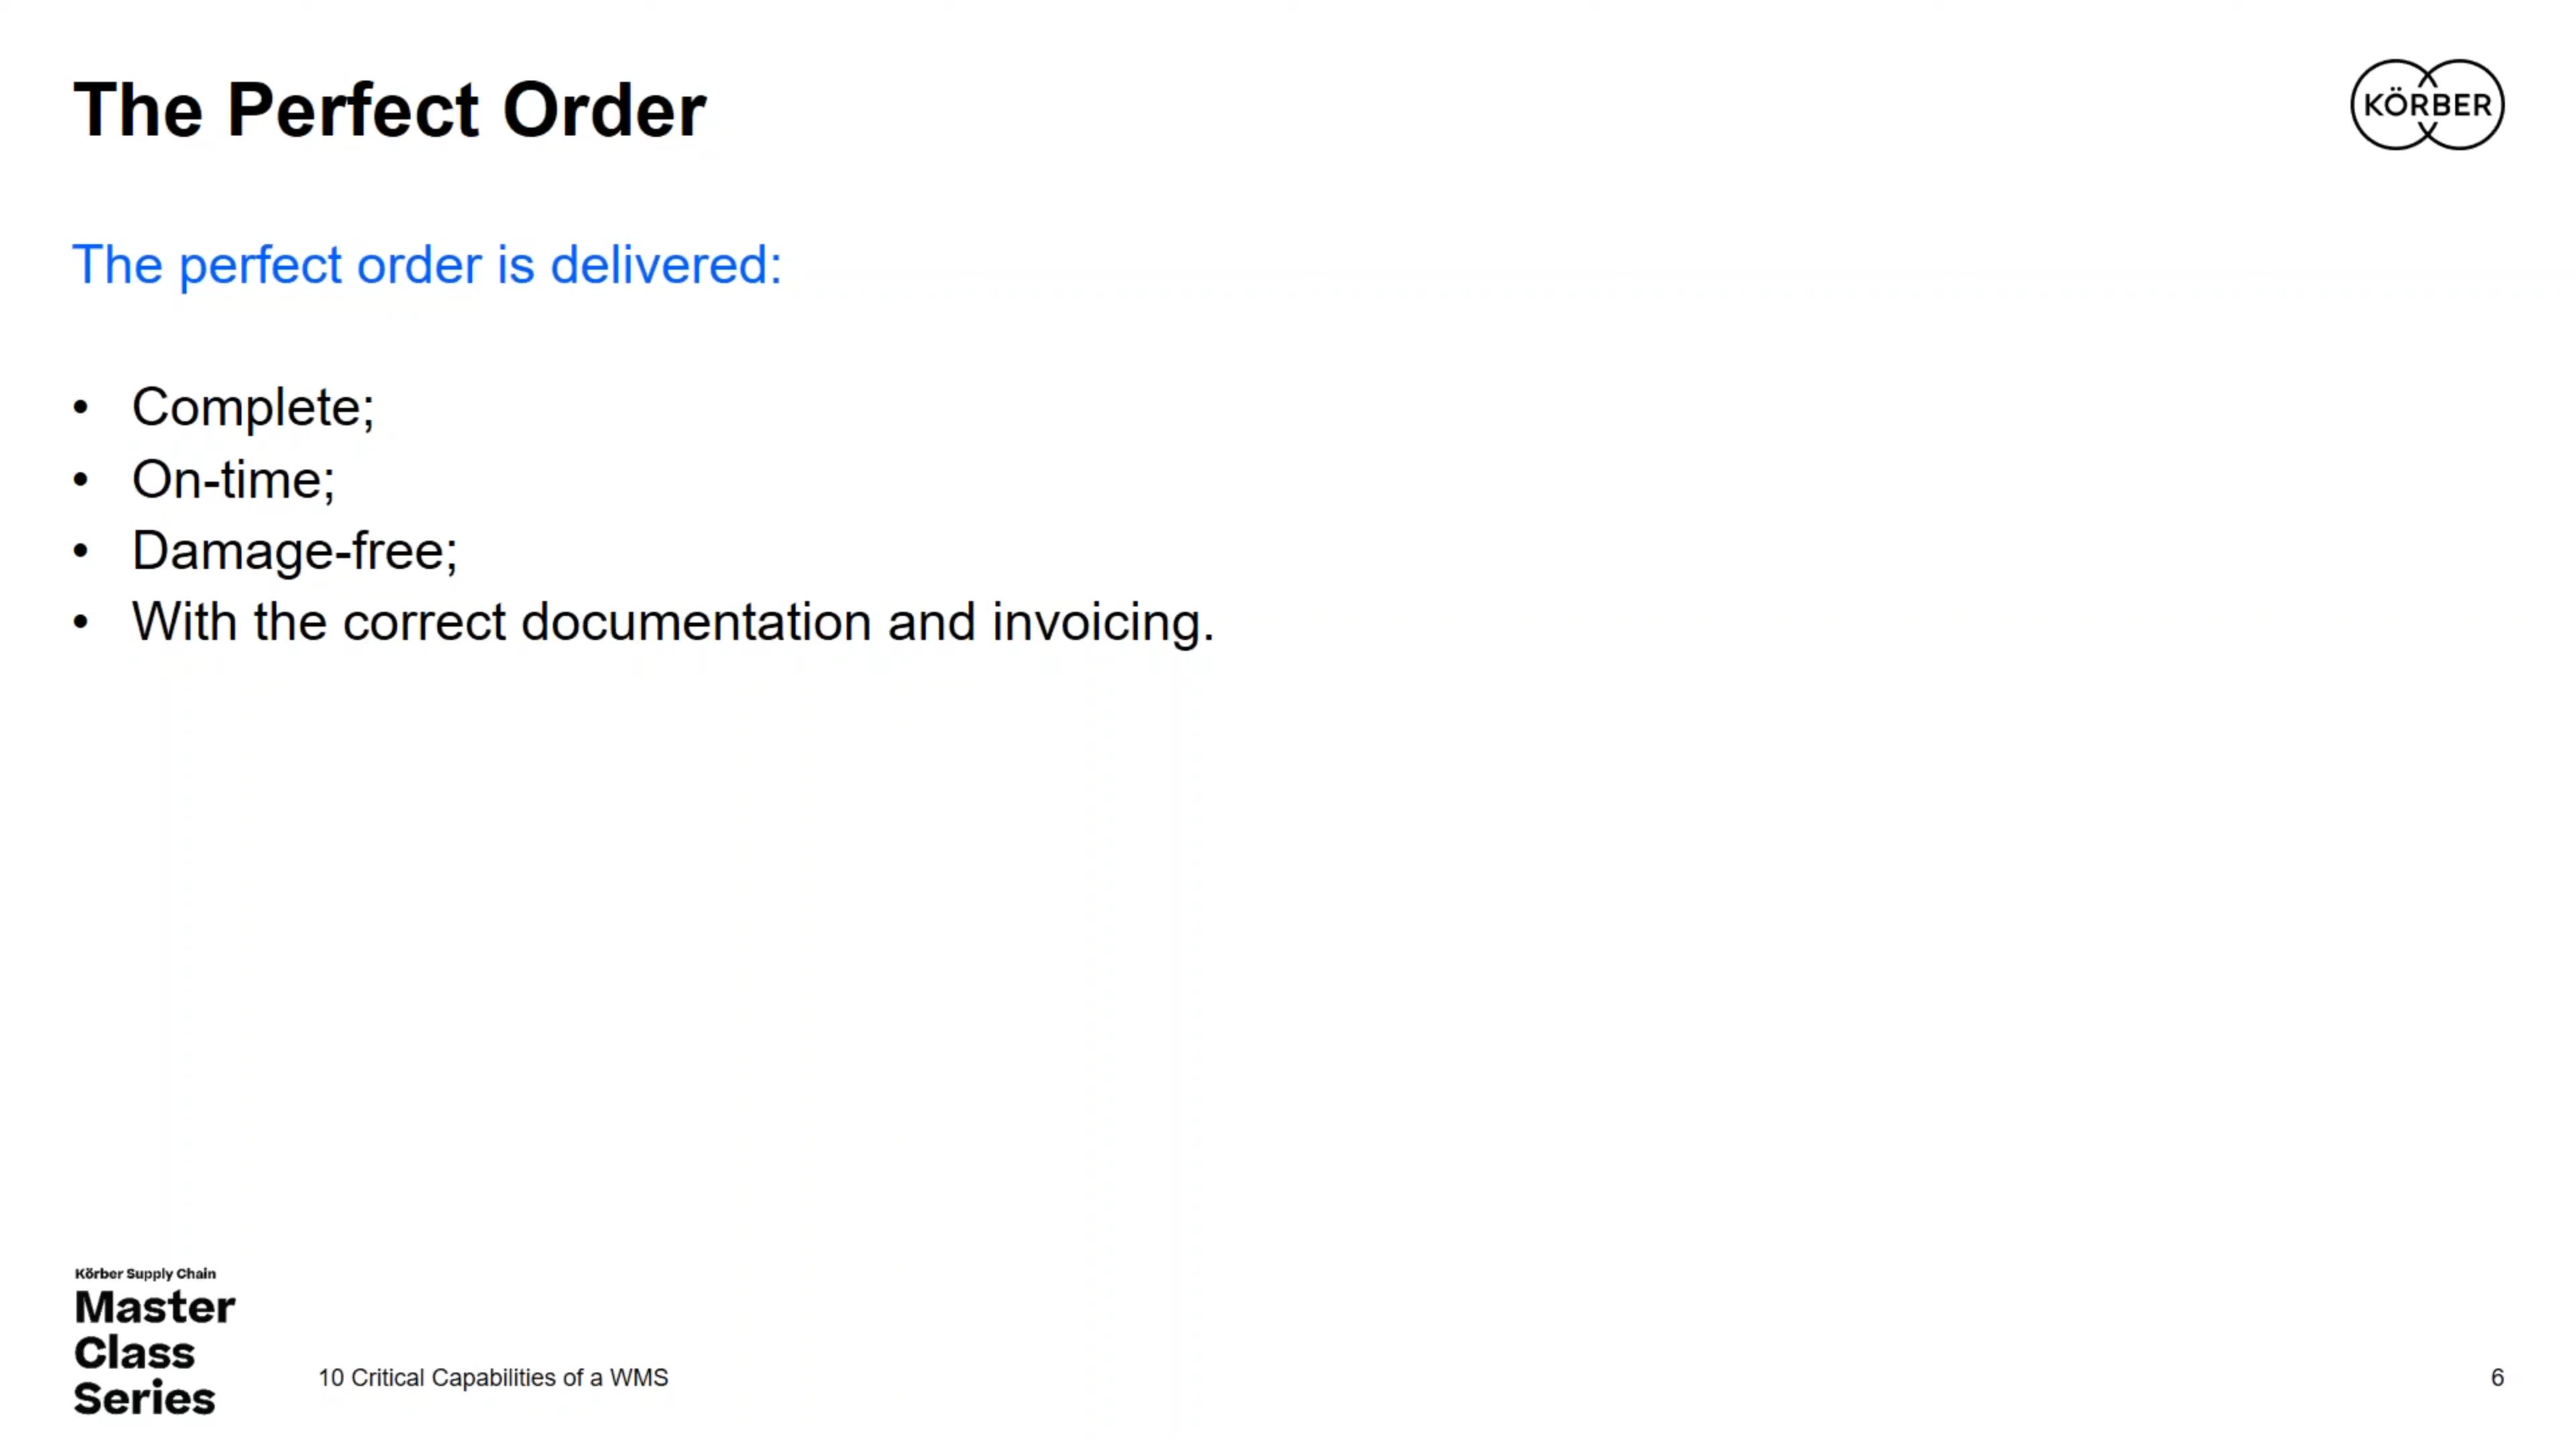 The Perfect Order
KÖRBER
The perfect order is delivered:
• Complete;
• On-time;
• Damage-free;
• With the correct documentation and invoicing.
Körber Supply Chain
Master
Class
Series
10 Critical Capabilities of a WMS
6